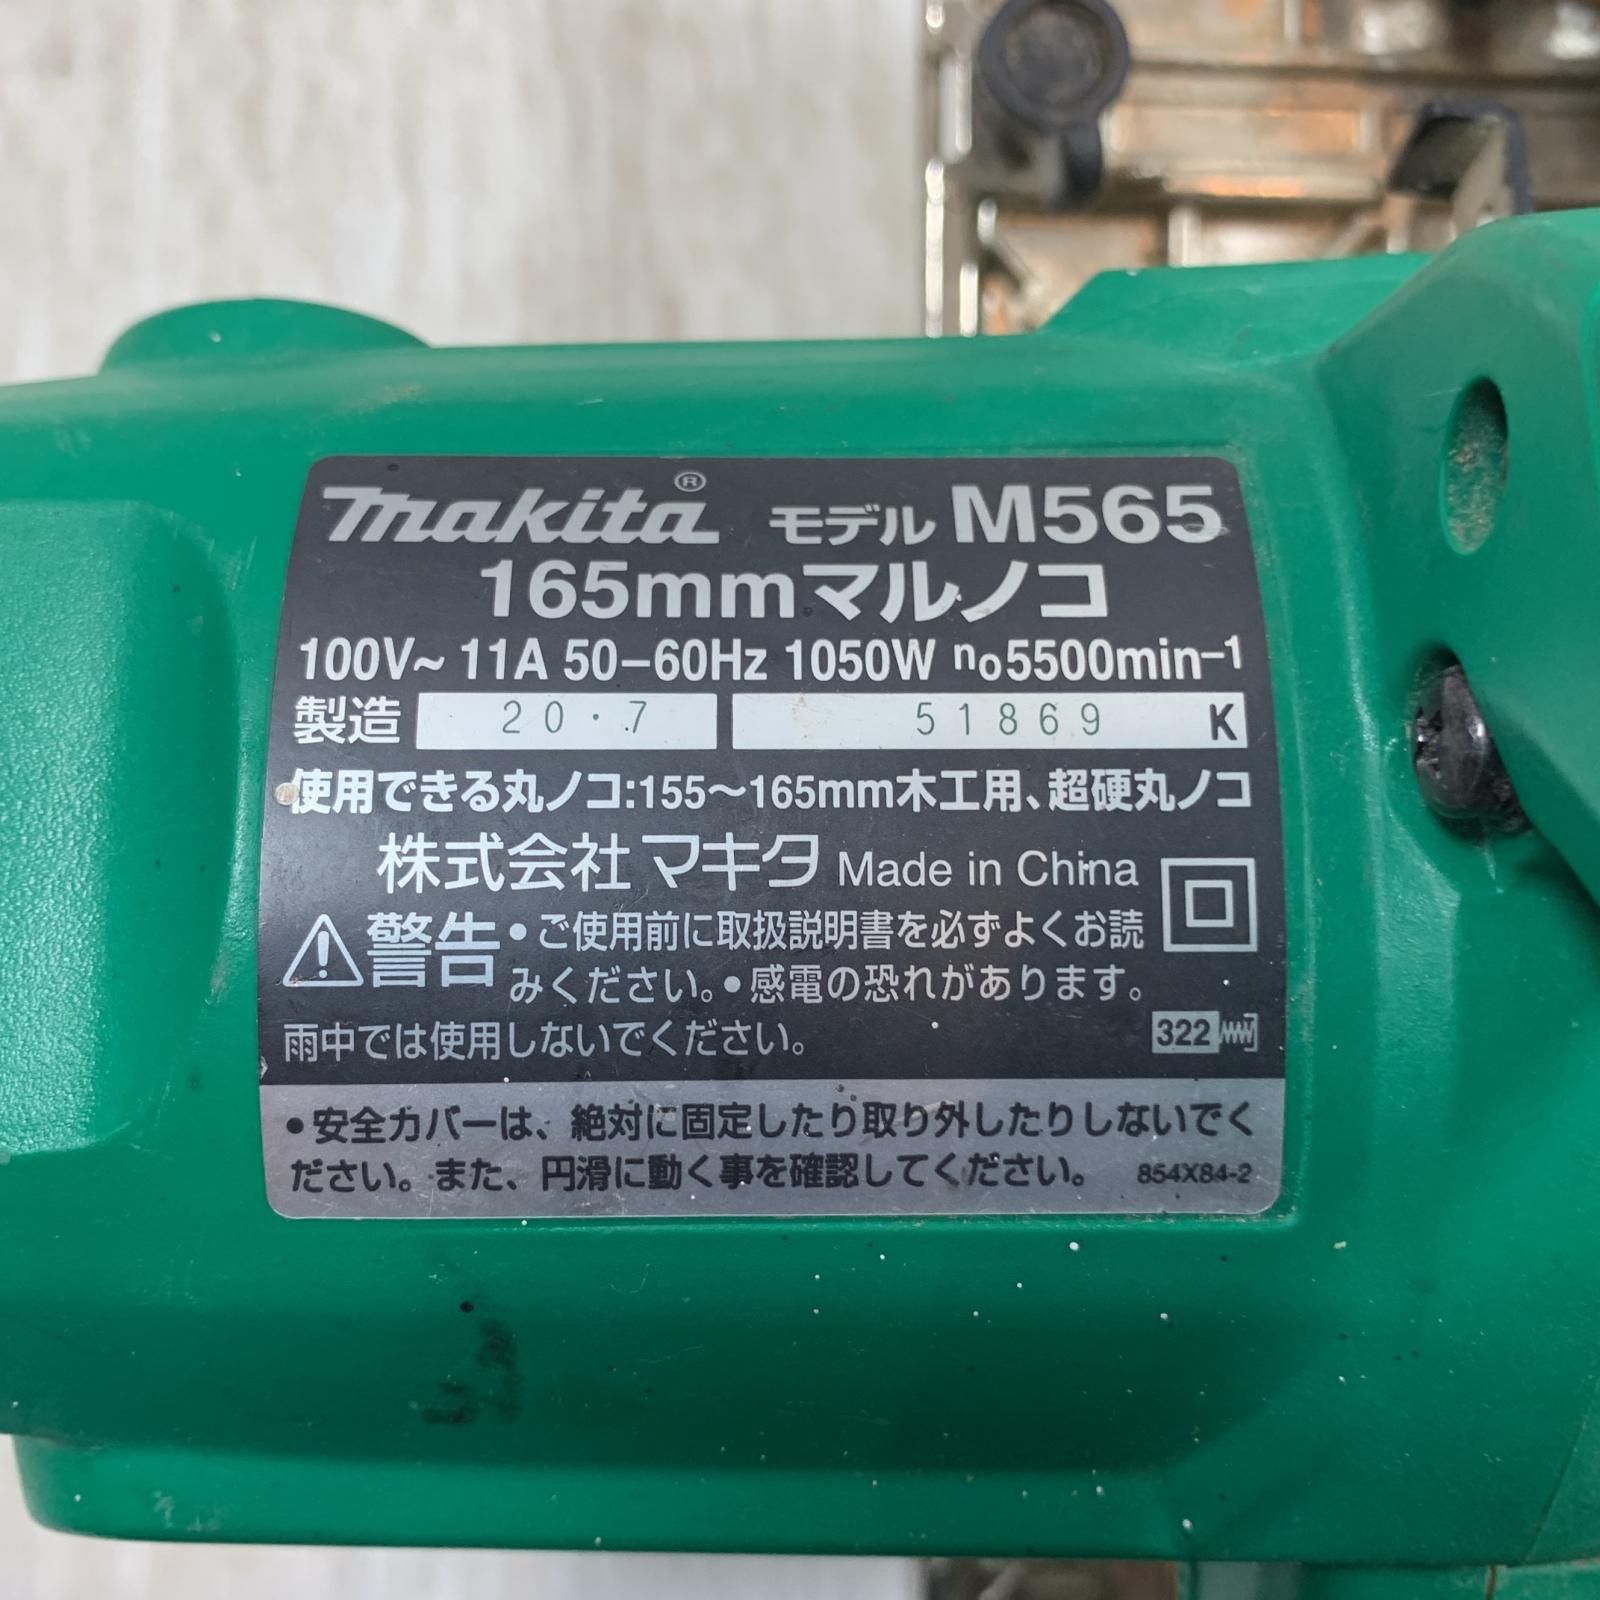 makita® モデル M565
165mmマルノコ
100V~ 11A 50-60Hz 1050W no5500min-1
製造 20・7 51869 K
使用できる丸ノコ:155~165mm木工用、超硬丸ノコ
株式会社マキタ Made in China
警告 •ご使用前に取扱説明書を必ずよくお読
みください。•感電の恐れがあります。
雨中では使用しないでください。 322
•安全カバーは、絶対に固定したり取り外したりしないでく
ださい。また、円滑に動く事を確認してください。 854X84-2